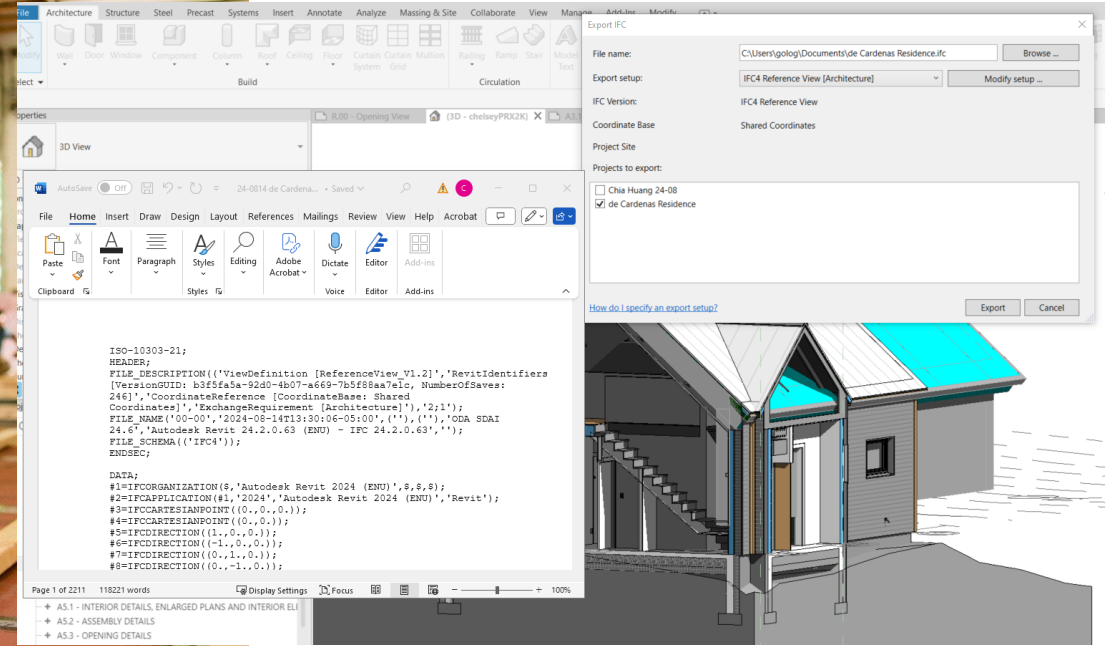 File Architecture Structure Steel Precast Systems Insert Annotate Analyze Massing & Site Collaborate View Manage Add-Ins Modify
Modify Wall Door Window Component Column Roof Ceiling Floor Curtain System Curtain Grid Mullion Railing Ramp Stair Model Text
Build Circulation
R.00 - Opening View (3D - chelseyPRX2K)
3D View
Export IFC
File name: C:\Users\golog\Documents\de Cardenas Residence.ifc Browse ...
Export setup: IFC4 Reference View [Architecture] Modify setup ...
IFC Version: IFC4 Reference View
Coordinate Base Shared Coordinates
Project Site
Projects to export:
Chia Huang 24-08
de Cardenas Residence
How do I specify an export setup? Export Cancel
AutoSave Off 24-0814 de Cardena... • Saved C
File Home Insert Draw Design Layout References Mailings Review View Help Acrobat
Paste Font Paragraph Styles Editing Adobe Acrobat Dictate Editor Add-ins
Clipboard Styles Voice Editor Add-ins
ISO-10303-21;
HEADER;
FILE_DESCRIPTION(('ViewDefinition [ReferenceView_V1.2]','RevitIdentifiers
[VersionGUID: b3f5fa5a-92d0-4b07-a669-7b5f88aa7e1c, NumberOfSaves:
246]','CoordinateReference [CoordinateBase: Shared
Coordinates]','ExchangeRequirement [Architecture]'),'2;1');
FILE_NAME('00-00','2024-08-14T13:30:06-05:00',(''),(''),'ODA SDAI
24.6','Autodesk Revit 24.2.0.63 (ENU) - IFC 24.2.0.63','');
FILE_SCHEMA(('IFC4'));
ENDSEC;
DATA;
#1=IFCORGANIZATION($,'Autodesk Revit 2024 (ENU)',$,$,$);
#2=IFCAPPLICATION(#1,'2024','Autodesk Revit 2024 (ENU)','Revit');
#3=IFCCARTESIANPOINT((0.,0.,0.));
#4=IFCCARTESIANPOINT((0.,0.));
#5=IFCDIRECTION((1.,0.,0.));
#6=IFCDIRECTION((-1.,0.,0.));
#7=IFCDIRECTION((0.,1.,0.));
#8=IFCDIRECTION((0.,-1.,0.));
Page 1 of 2211 118221 words Display Settings Focus 100%
A5.1 - INTERIOR DETAILS, ENLARGED PLANS AND INTERIOR
A5.2 - ASSEMBLY DETAILS
A5.3 - OPENING DETAILS